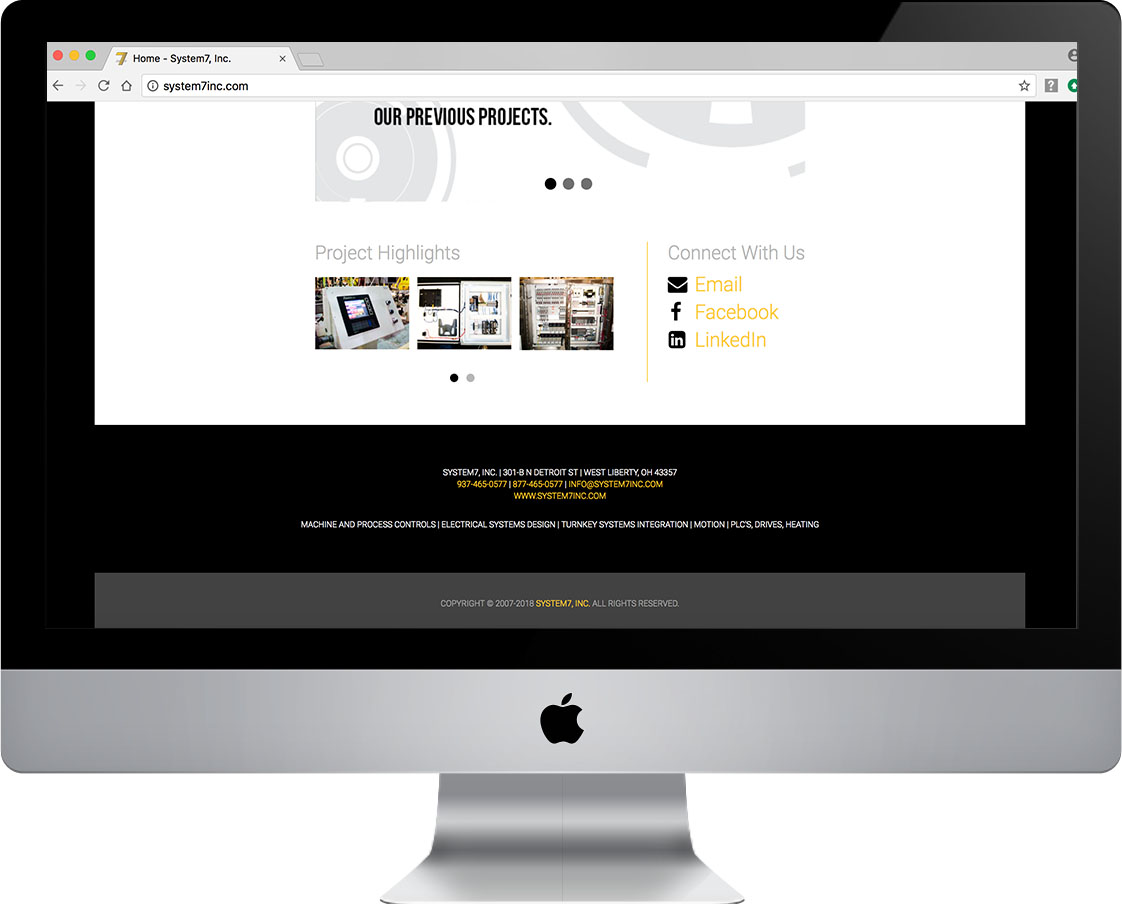 Home - System7, Inc.
system7inc.com
OUR PREVIOUS PROJECTS.
Project Highlights
Connect With Us
Email
Facebook
LinkedIn
SYSTEM7, INC. | 301-B N DETROIT ST | WEST LIBERTY, OH 43357
937-465-0577 | 877-465-0577 | INFO@SYSTEM7INC.COM
WWW.SYSTEM7INC.COM
MACHINE AND PROCESS CONTROLS | ELECTRICAL SYSTEMS DESIGN | TURNKEY SYSTEMS INTEGRATION | MOTION | PLC'S, DRIVES, HEATING
COPYRIGHT © 2007-2018 SYSTEM7, INC. ALL RIGHTS RESERVED.